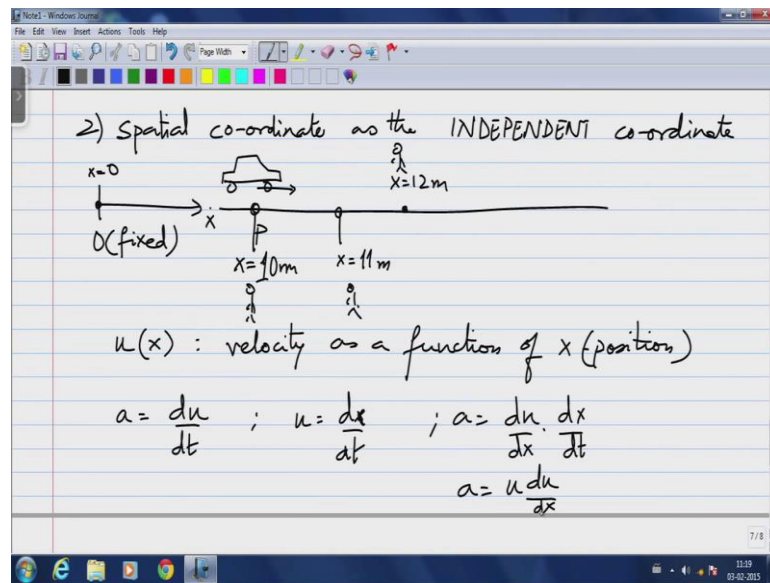 Note1 - Windows Journal
File Edit View Insert Actions Tools Help
Page Width
B I
2) Spatial co-ordinate as the INDEPENDENT co-ordinate
x=0
x=12m
x
O(fixed)
P
x=10m x=11m
u(x) : velocity as a function of x (position)
a = du/dt ; u = dx/dt ; a = du/dx . dx/dt
a = u du/dx
7/8
11:19
03-02-2015